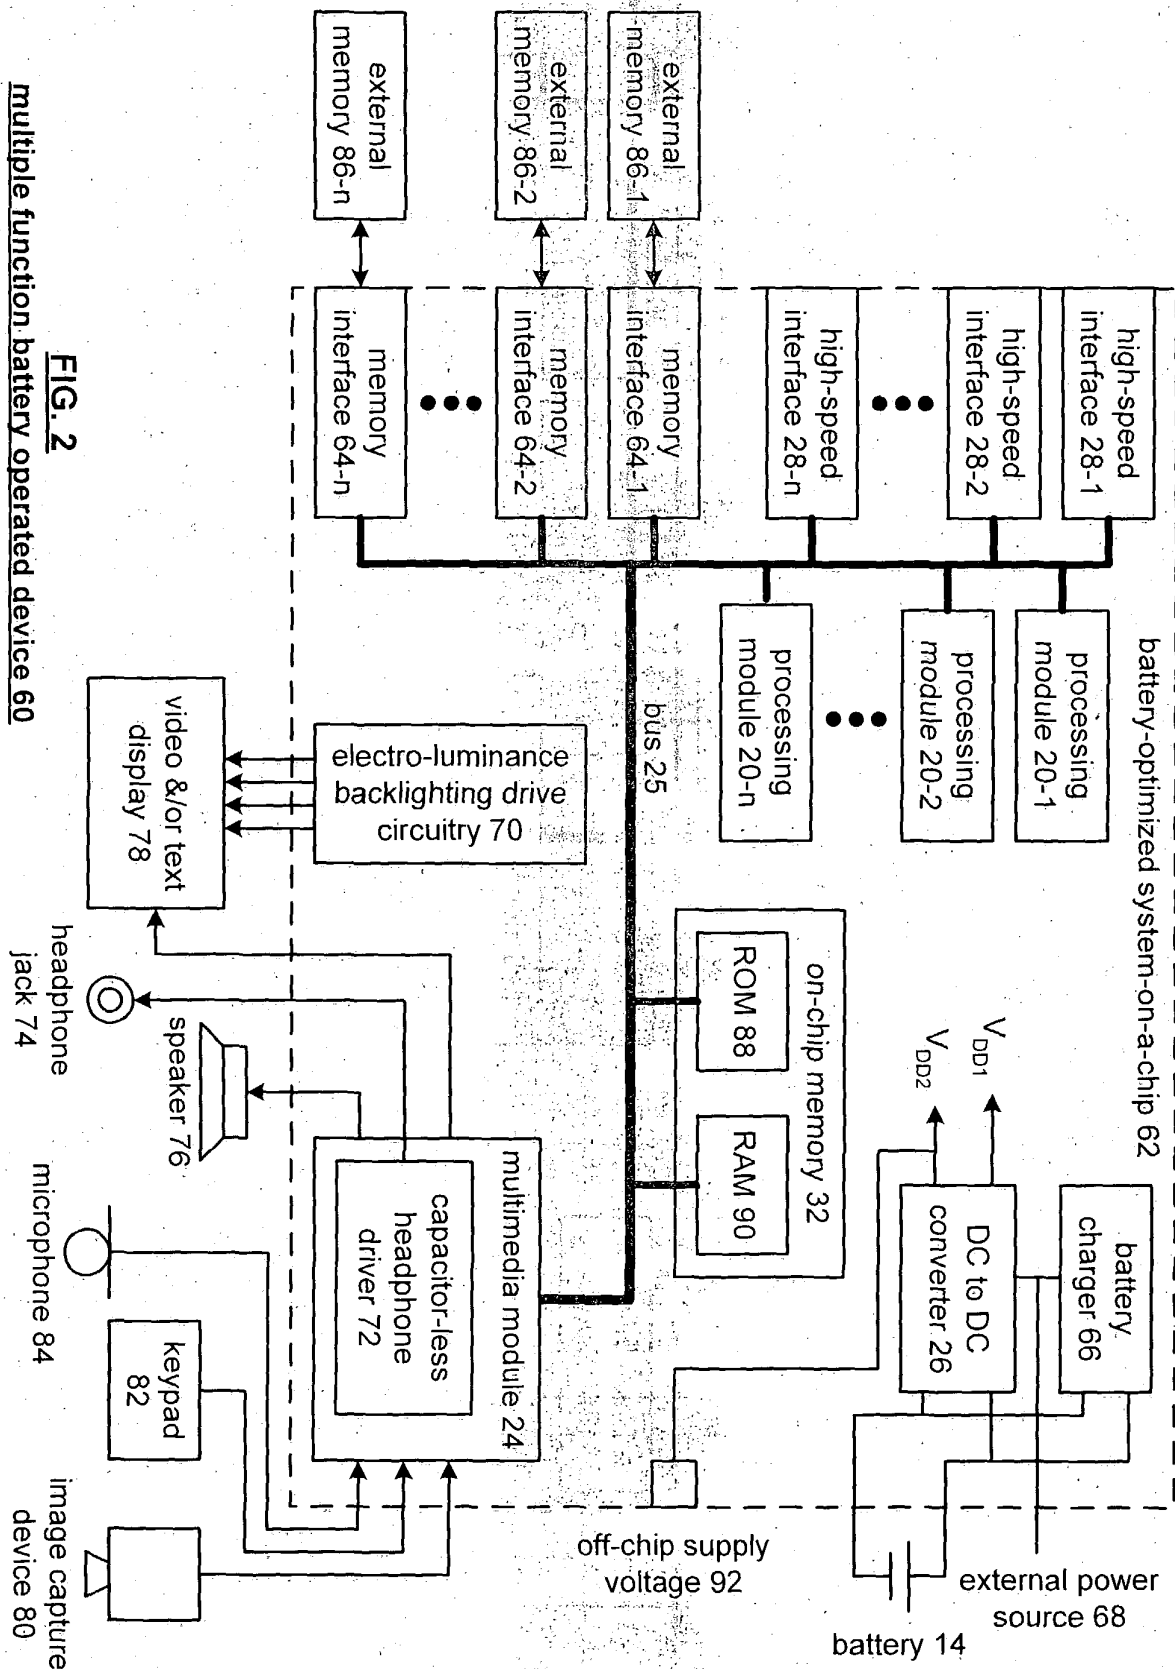 battery-optimized system-on-a-chip 62
high-speed
interface 28-1
high-speed
interface 28-2
high-speed
interface 28-n
memory
interface 64-1
memory
interface 64-2
memory
interface 64-n
external
memory 86-1
external
memory 86-2
external
memory 86-n
processing
module 20-1
processing
module 20-2
processing
module 20-n
bus 25
electro-luminance
backlighting drive
circuitry 70
video &/or text
display 78
on-chip memory 32
ROM 88
RAM 90
VDD1
VDD2
battery
charger 66
DC to DC
converter 26
multimedia module 24
capacitor-less
headphone
driver 72
headphone
jack 74
speaker 76
microphone 84
keypad
82
image capture
device 80
off-chip supply
voltage 92
external power
source 68
battery 14
FIG. 2
multiple function battery operated device 60